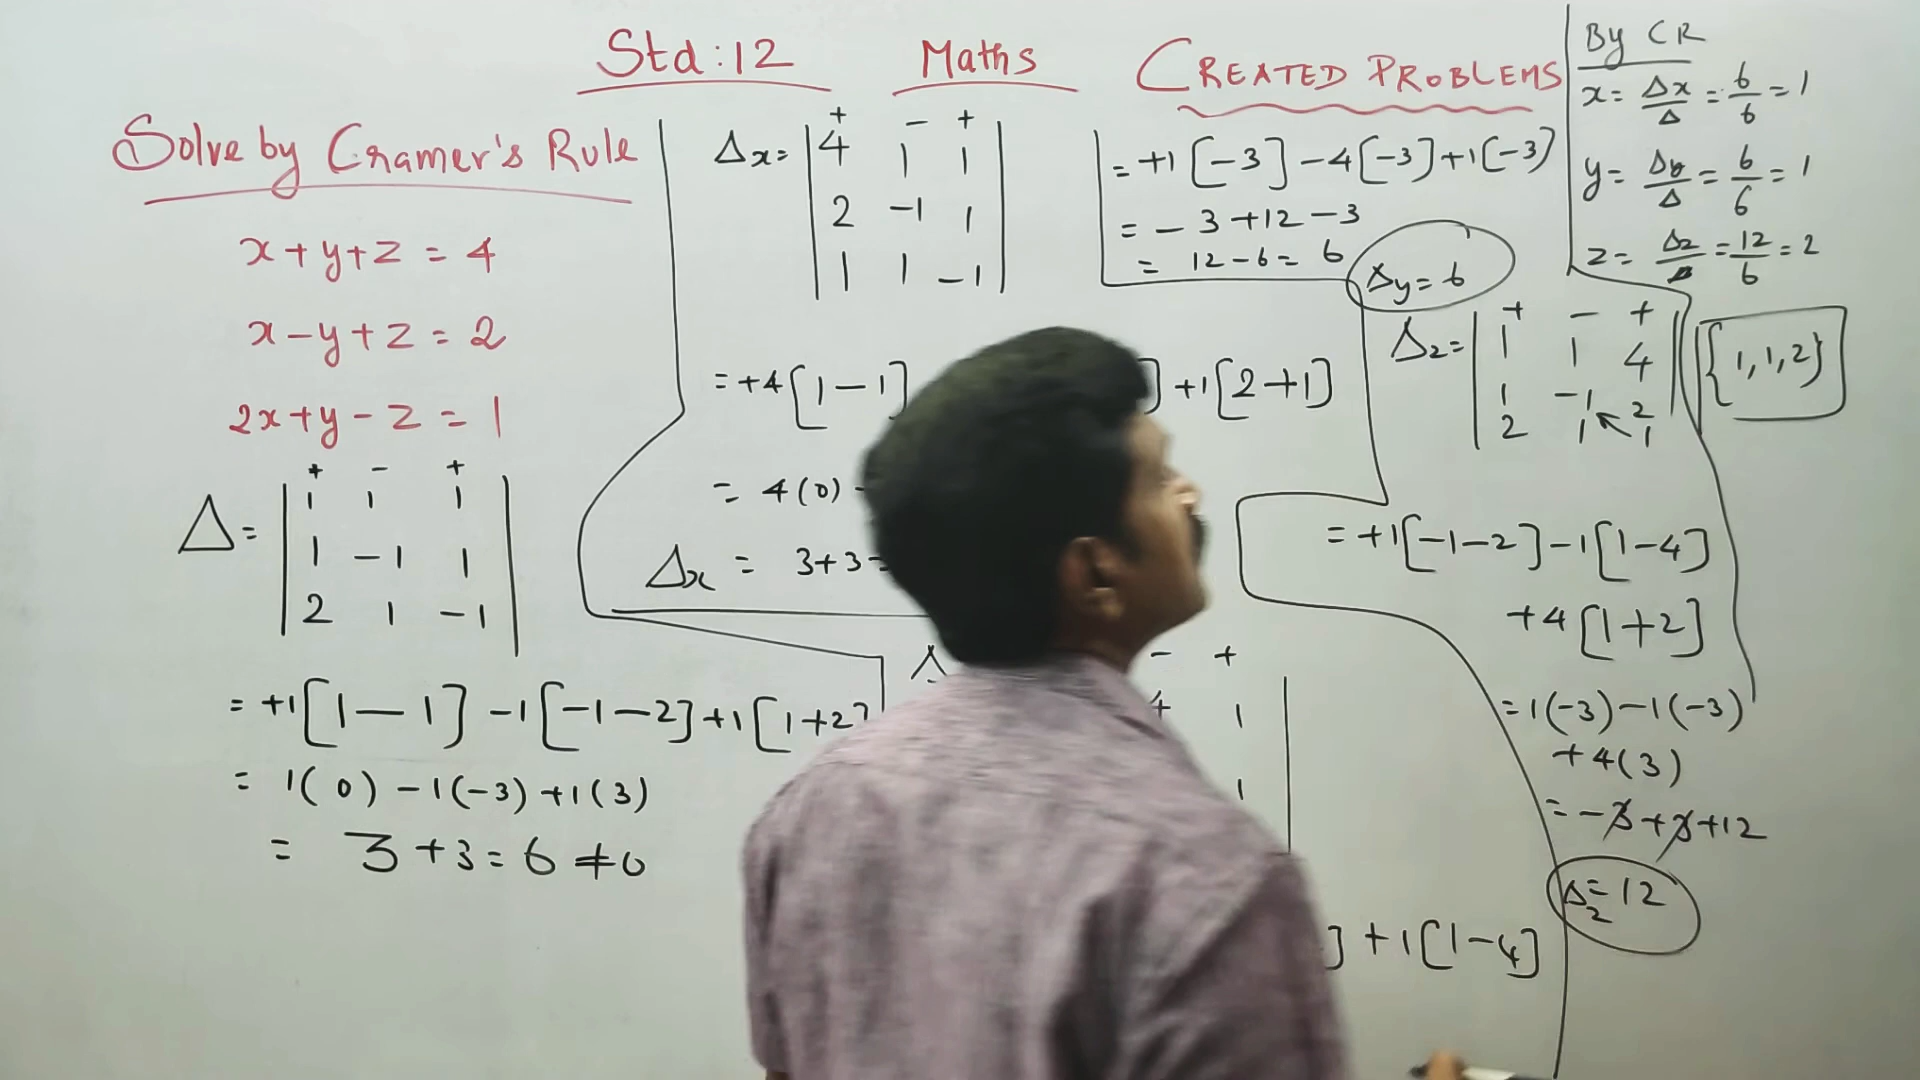 Std : 12 Maths CREATED PROBLEMS
Solve by Cramer's Rule
x + y + z = 4
x - y + z = 2
2x + y - z = 1
+ - +
Δ = | 1 1 1 |
| 1 -1 1 |
| 2 1 -1 |
= +1 [1 - 1] -1 [-1 - 2] +1 [1+2]
= 1(0) - 1(-3) + 1(3)
= 3 + 3 = 6 ≠ 0
+ - +
Δx = | 4 1 1 |
| 2 -1 1 |
| 1 1 -1 |
= +4 [1 - 1] ] +1 [2+1]
= 4(0) -
Δx = 3+3 =
Δ
- +
4 1 |
1 |
] + 1 [1-4]
= +1 [-3] - 4 [-3] + 1(-3)
= - 3 + 12 - 3
= 12 - 6 = 6
Δy = 6
+ - +
Δz = | 1 1 4 |
| 1 -1 2 |
2 1 1
= +1 [-1-2] - 1 [1-4]
+4 [1+2]
= 1(-3) - 1(-3)
+ 4(3)
= -3 + 3 + 12
Δz = 12
By CR
x = Δx/Δ = 6/6 = 1
y = Δy/Δ = 6/6 = 1
z = Δz/Δ = 12/6 = 2
{1,1,2}